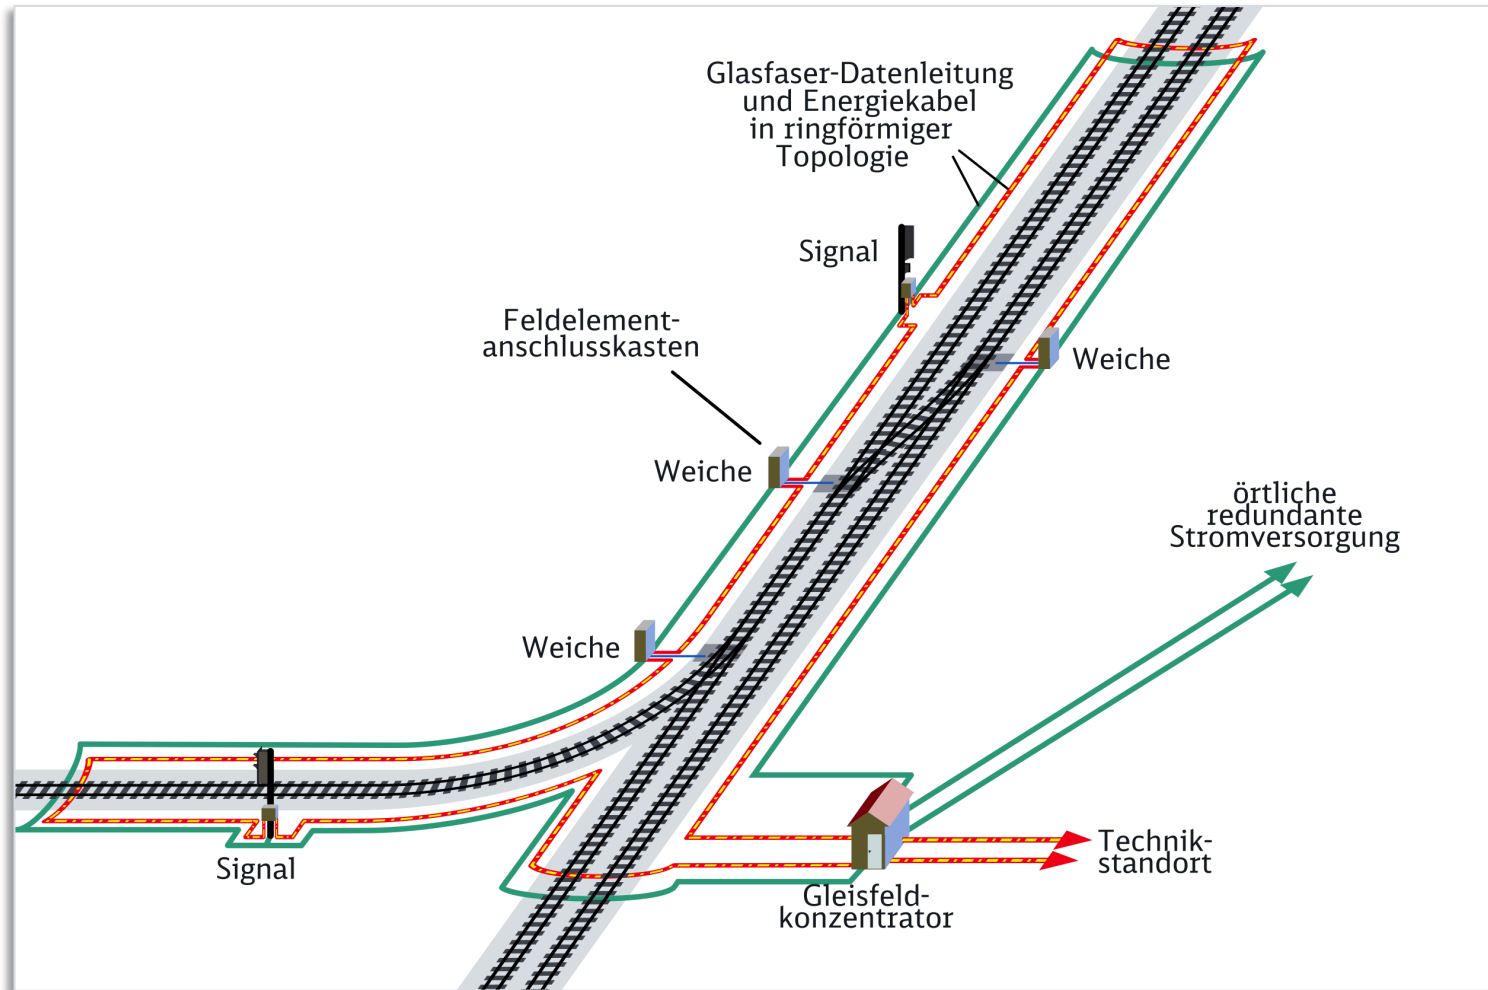 Glasfaser-Datenleitung
und Energiekabel
in ringförmiger
Topologie
Signal
Feldelement-
anschlusskasten
Weiche
Weiche
örtliche
redundante
Stromversorgung
Weiche
Signal
Technik-
standort
Gleisfeld-
konzentrator